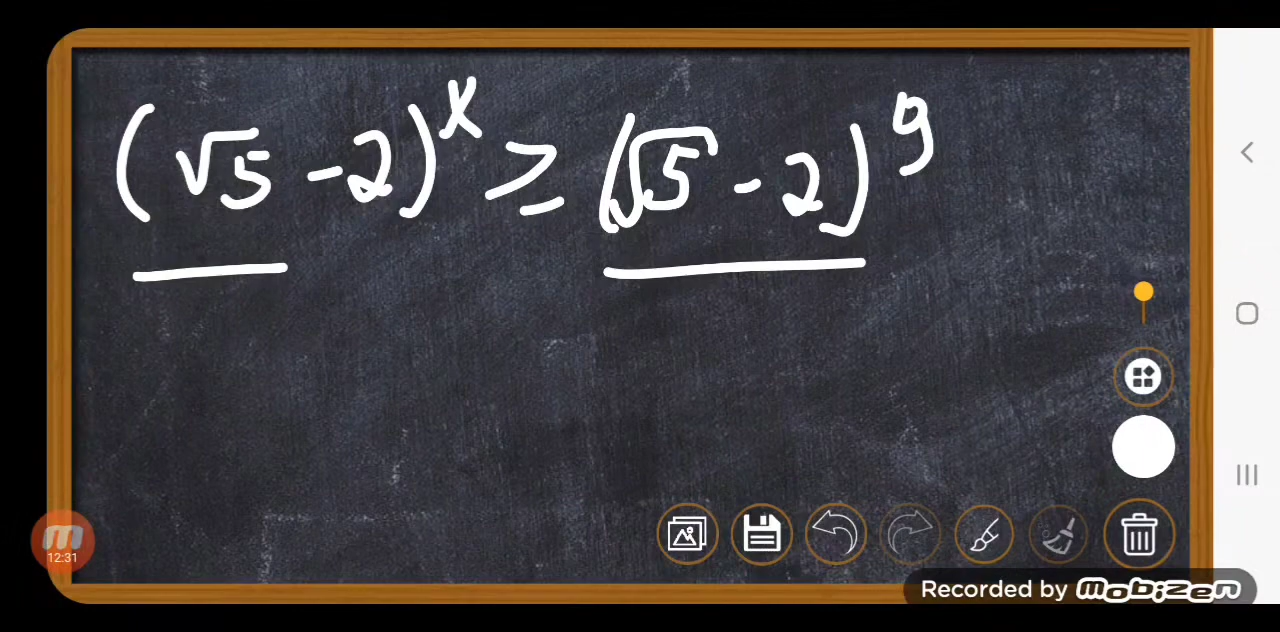 (√5 - 2)^x ≥ (√5 - 2)^9
12:31
Recorded by mobizen